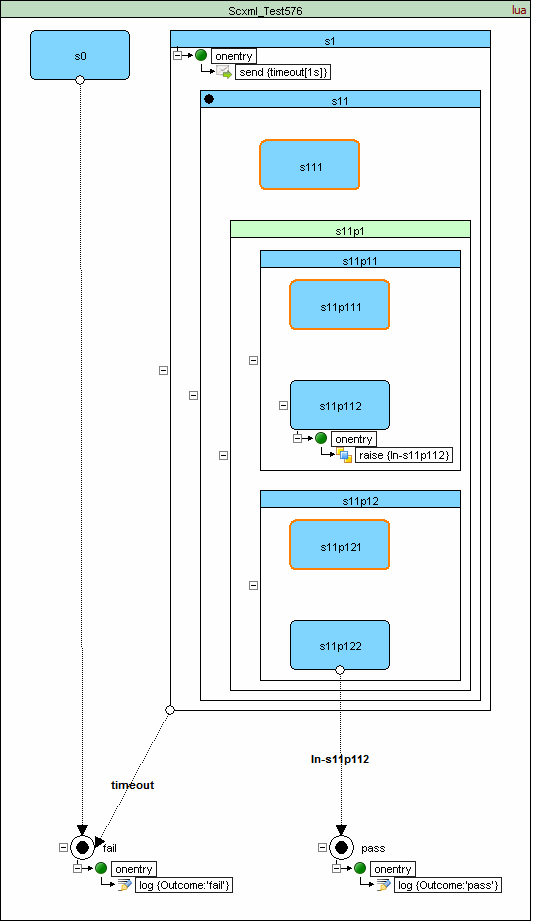 Scxml_Test576
lua
s0
s1
onentry
send {timeout[1s]}
s11
s111
s11p1
s11p11
s11p111
s11p112
onentry
raise {In-s11p112}
s11p12
s11p121
s11p122
In-s11p112
timeout
fail
onentry
log {Outcome:'fail'}
pass
onentry
log {Outcome:'pass'}